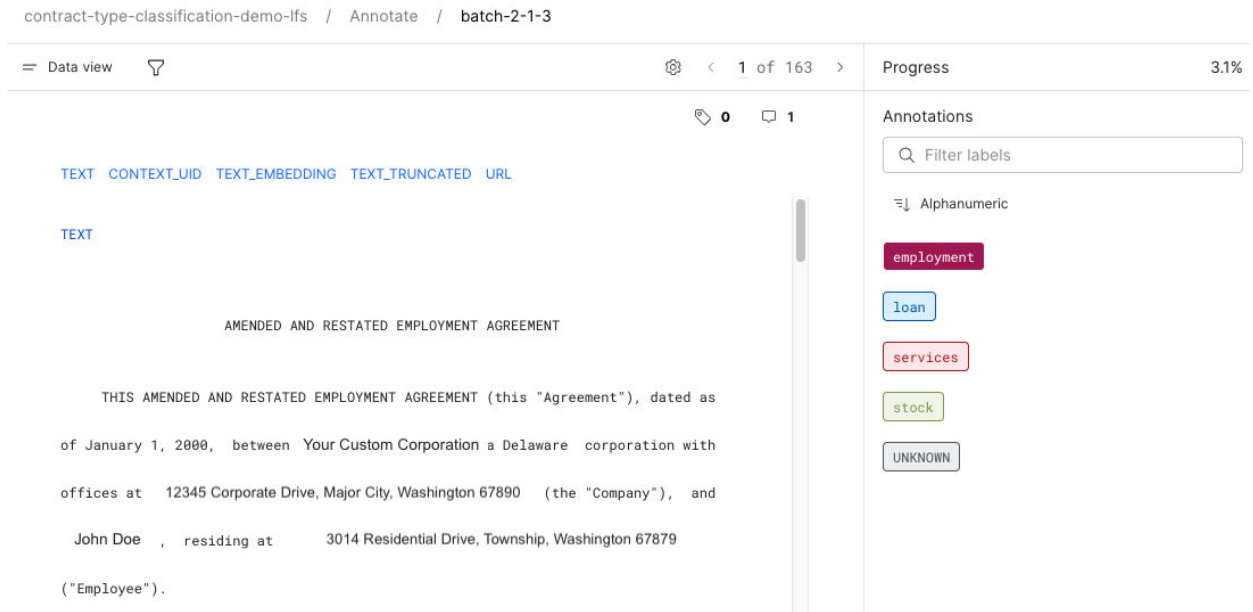 contract-type-classification-demo-lfs / Annotate / batch-2-1-3
Data view
1 of 163
Progress 3.1%
0 1
Annotations
Filter labels
TEXT CONTEXT_UID TEXT_EMBEDDING TEXT_TRUNCATED URL
Alphanumeric
TEXT
employment
loan
services
stock
UNKNOWN
AMENDED AND RESTATED EMPLOYMENT AGREEMENT
THIS AMENDED AND RESTATED EMPLOYMENT AGREEMENT (this "Agreement"), dated as
of January 1, 2000, between Your Custom Corporation a Delaware corporation with
offices at 12345 Corporate Drive, Major City, Washington 67890 (the "Company"), and
John Doe , residing at 3014 Residential Drive, Township, Washington 67879
("Employee").